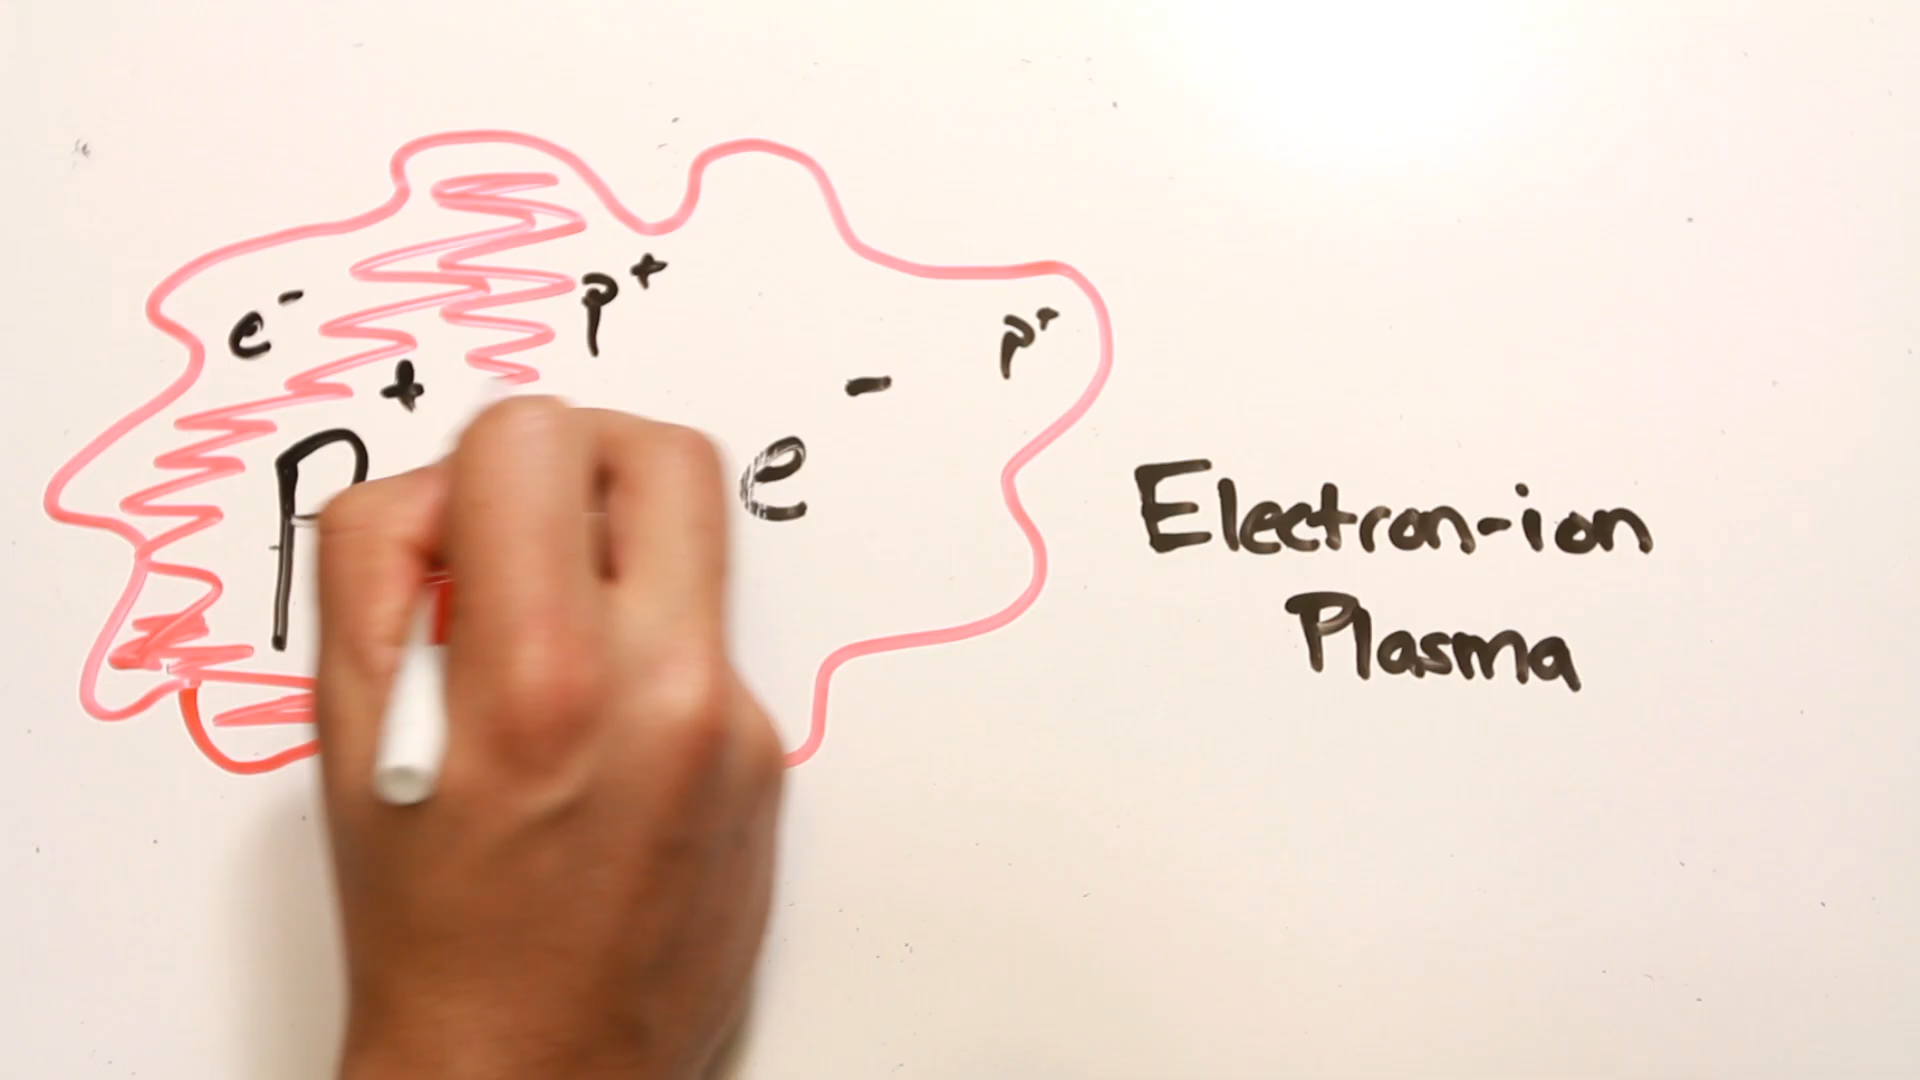 e⁻
p⁺
p⁺
P⁺
e⁻
Electron-ion
Plasma